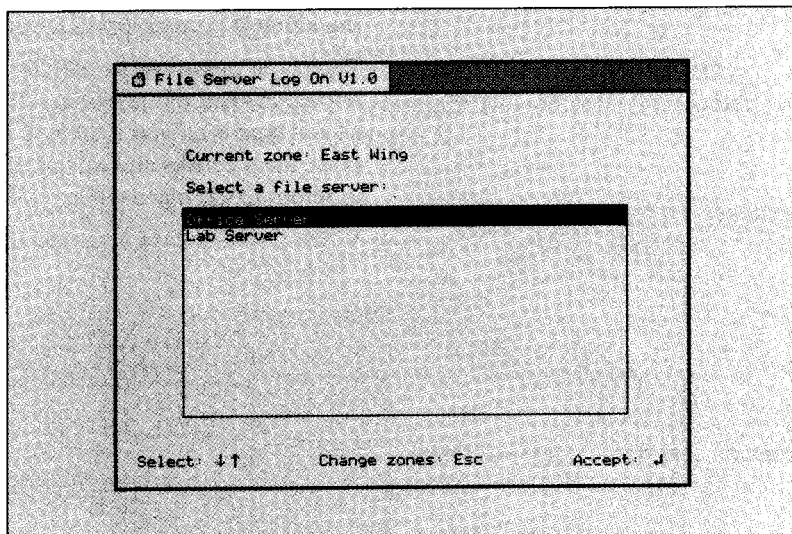 File Server Log On V1.0
Current zone: East Wing
Select a file server:
Office Server
Lab Server
Select: ↓↑ Change zones: Esc Accept: ↵